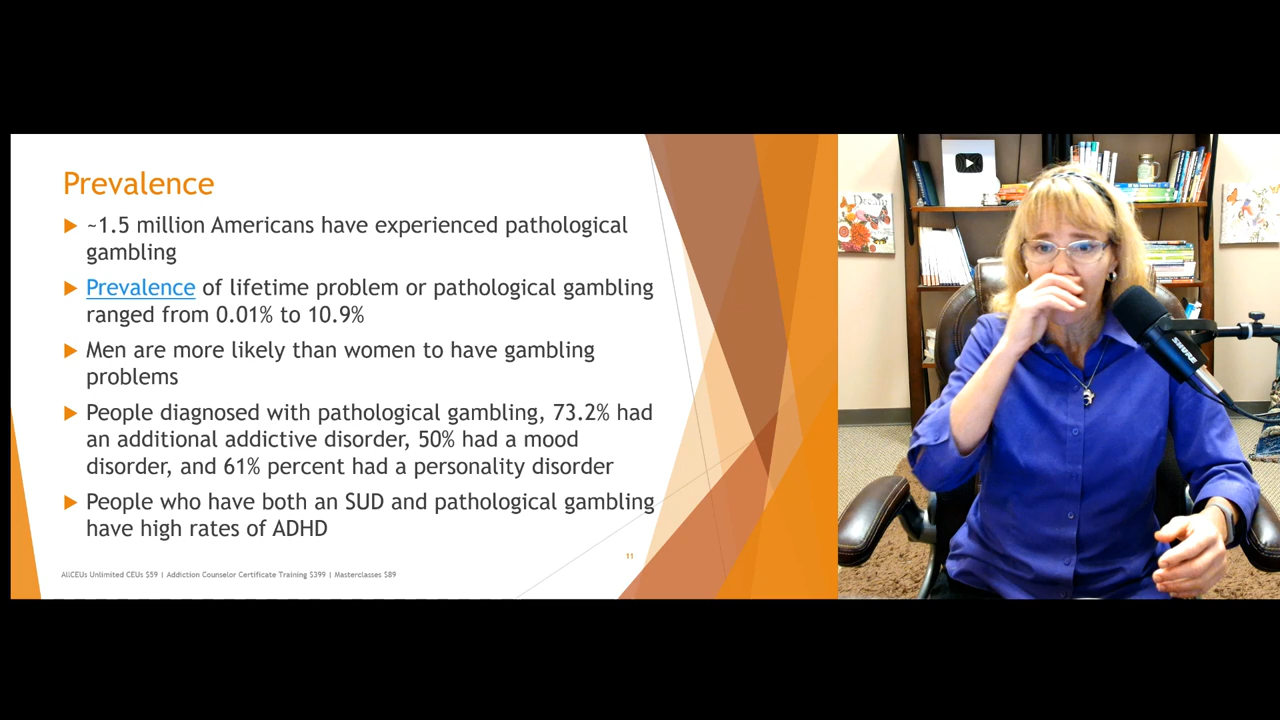 Prevalence
~1.5 million Americans have experienced pathological
gambling
Prevalence of lifetime problem or pathological gambling
ranged from 0.01% to 10.9%
Men are more likely than women to have gambling
problems
People diagnosed with pathological gambling, 73.2% had
an additional addictive disorder, 50% had a mood
disorder, and 61% percent had a personality disorder
People who have both an SUD and pathological gambling
have high rates of ADHD
11
AllCEUs Unlimited CEUs $59 | Addiction Counselor Certificate Training $399 | Masterclasses $89
Dream
SHURE